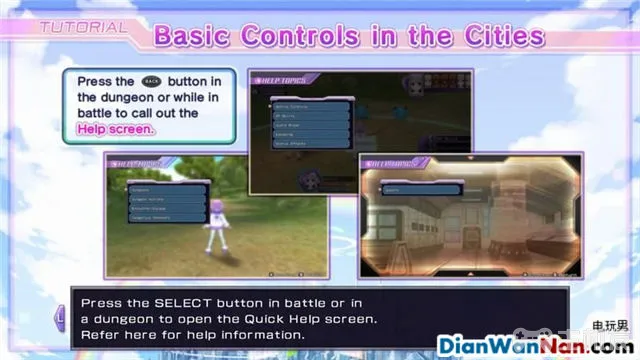 TUTORIAL
Basic Controls in the Cities
Press the BACK button in
the dungeon or while in
battle to call out the
Help screen.
HELP TOPICS
HELP TOPICS
HELP TOPICS
L
Press the SELECT button in battle or in
a dungeon to open the Quick Help screen.
Refer here for help information.
电玩男
DianWanNan.com